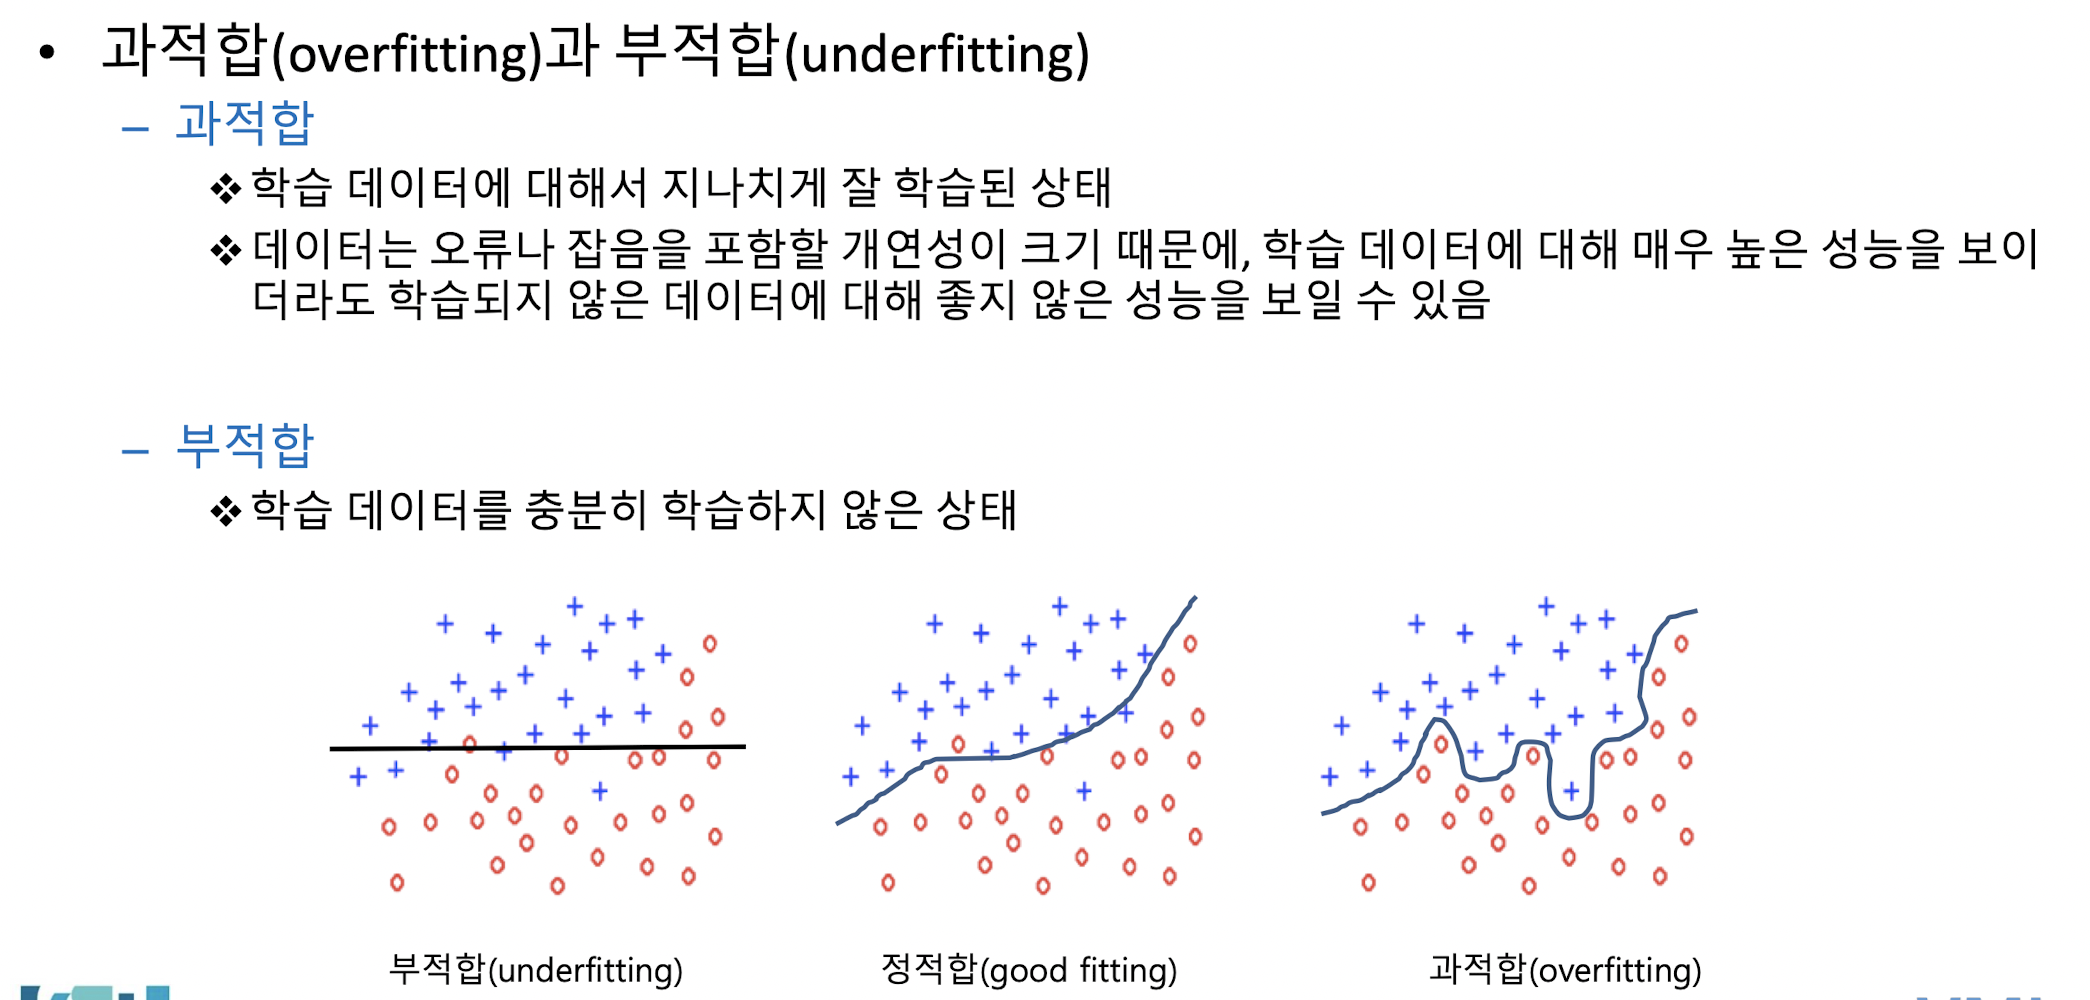 • 과적합(overfitting)과 부적합(underfitting)
– 과적합
❖ 학습 데이터에 대해서 지나치게 잘 학습된 상태
❖ 데이터는 오류나 잡음을 포함할 개연성이 크기 때문에, 학습 데이터에 대해 매우 높은 성능을 보이
더라도 학습되지 않은 데이터에 대해 좋지 않은 성능을 보일 수 있음
– 부적합
❖ 학습 데이터를 충분히 학습하지 않은 상태
부적합(underfitting)
정적합(good fitting)
과적합(overfitting)